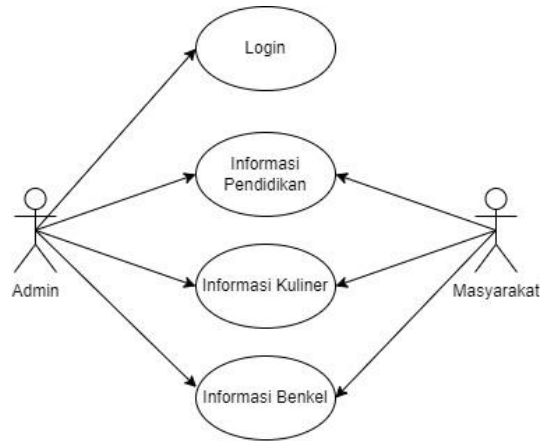 Login
Informasi
Pendidikan
Informasi Kuliner
Admin
Masyarakat
Informasi Benkel